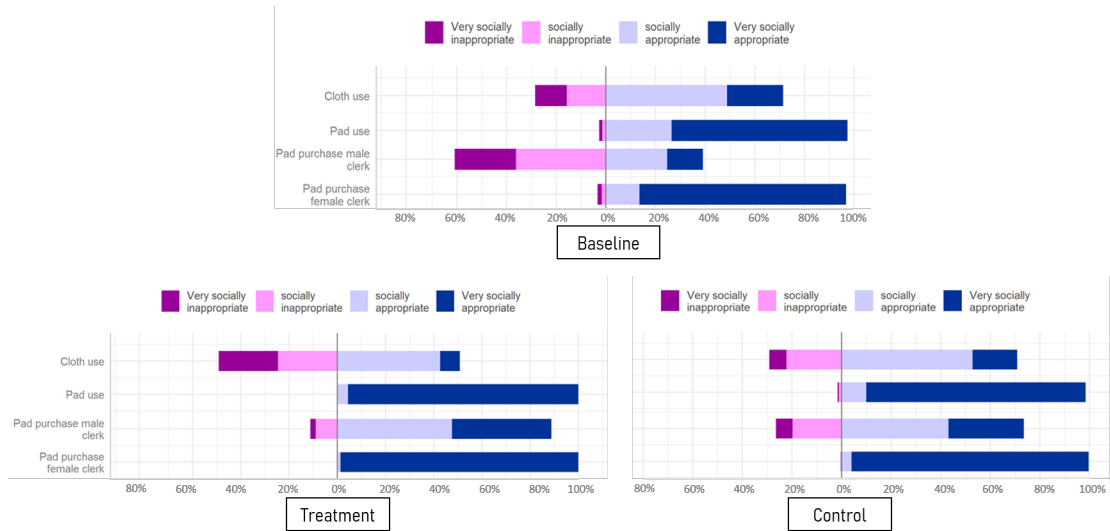 Very socially inappropriate
socially inappropriate
socially appropriate
Very socially appropriate
Cloth use
Pad use
Pad purchase male
clerk
Pad purchase
female clerk
80% 60% 40% 20% 0% 20% 40% 60% 80% 100%
Baseline
Very socially inappropriate
socially inappropriate
socially appropriate
Very socially appropriate
Cloth use
Pad use
Pad purchase male
clerk
Pad purchase
female clerk
80% 60% 40% 20% 0% 20% 40% 60% 80% 100%
Treatment
Very socially inappropriate
socially inappropriate
socially appropriate
Very socially appropriate
80% 60% 40% 20% 0% 20% 40% 60% 80% 100%
Control